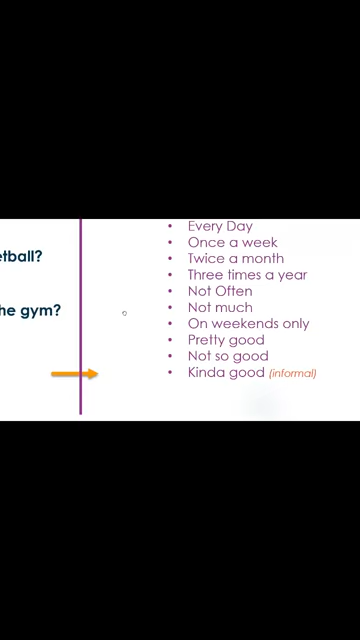 etball?
he gym?
• Every Day
• Once a week
• Twice a month
• Three times a year
• Not Often
• Not much
• On weekends only
• Pretty good
• Not so good
• Kinda good (informal)